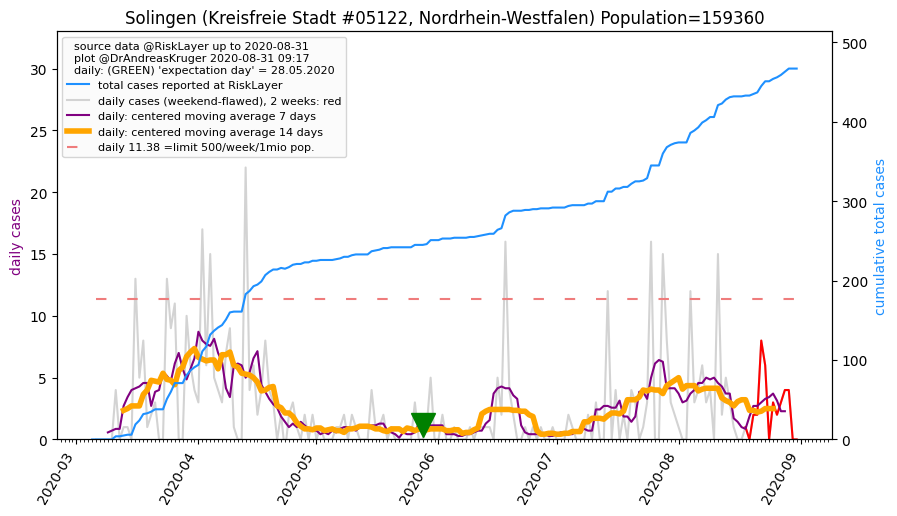 Solingen (Kreisfreie Stadt #05122, Nordrhein-Westfalen) Population=159360
source data @RiskLayer up to 2020-08-31
plot @DrAndreasKruger 2020-08-31 09:17
daily: (GREEN) 'expectation day' = 28.05.2020
total cases reported at RiskLayer
daily cases (weekend-flawed), 2 weeks: red
daily: centered moving average 7 days
daily: centered moving average 14 days
daily 11.38 =limit 500/week/1mio pop.
daily cases
30
25
20
15
10
5
0
cumulative total cases
500
400
300
200
100
0
2020-03
2020-04
2020-05
2020-06
2020-07
2020-08
2020-09